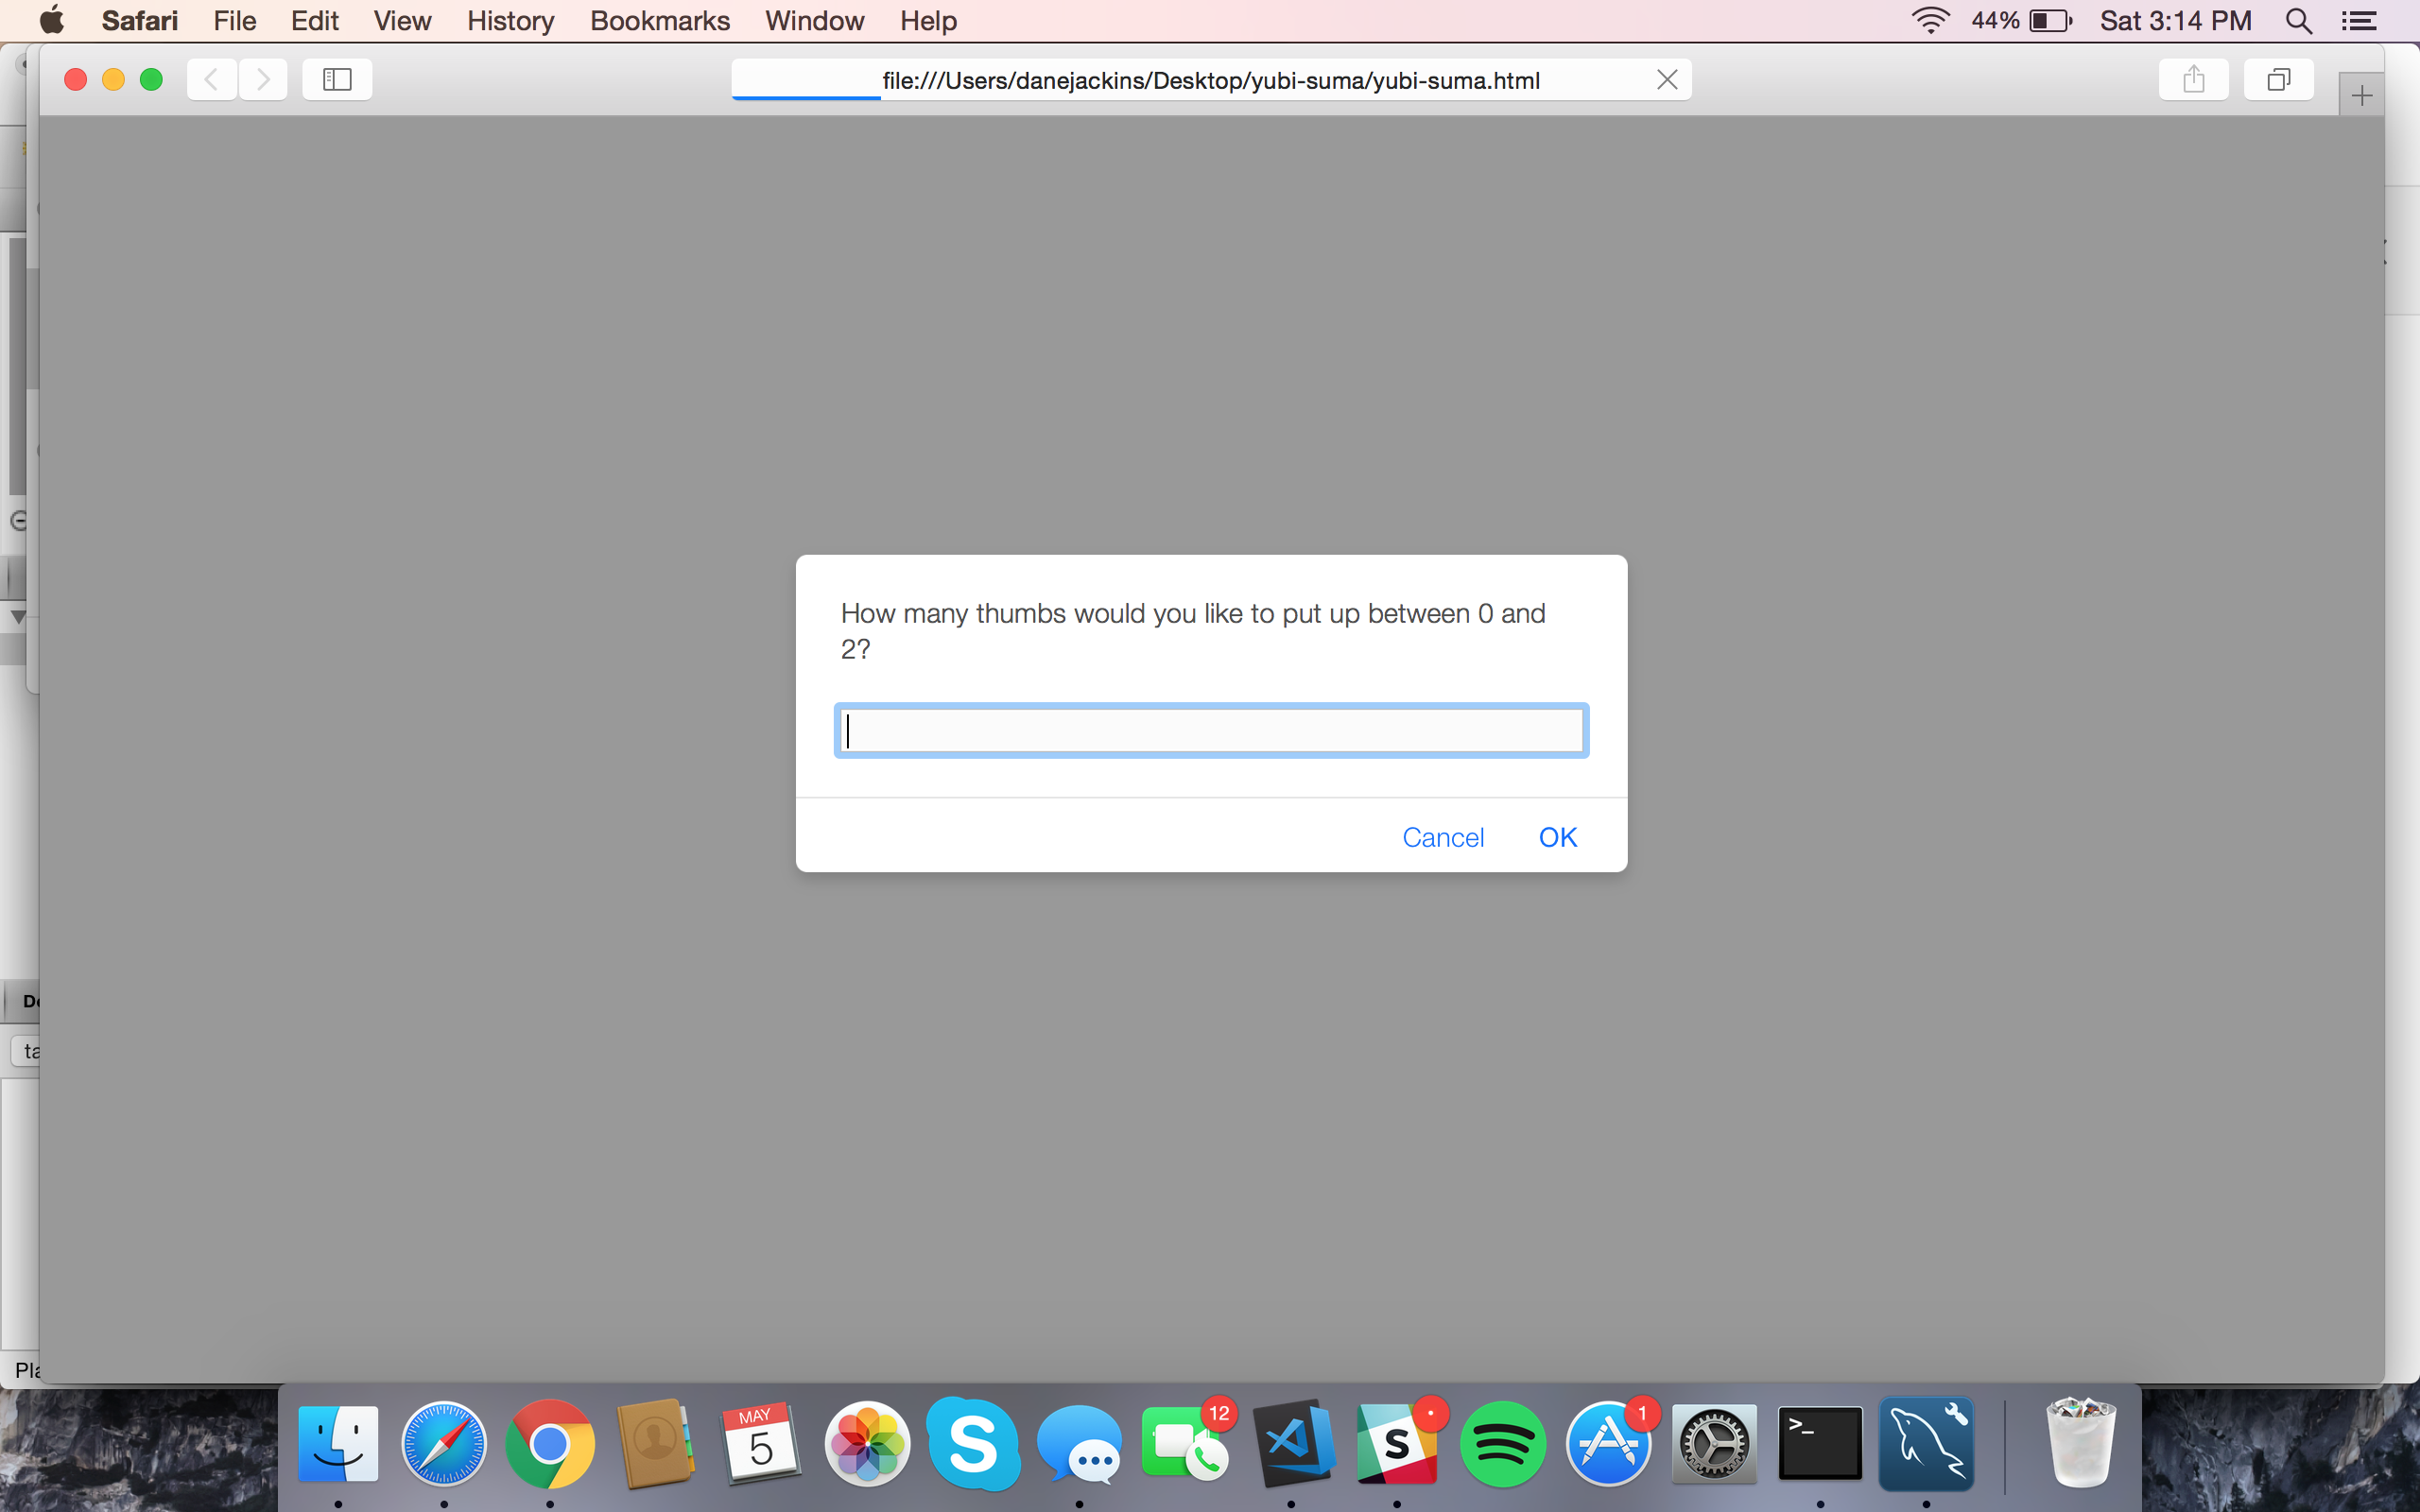 Safari File Edit View History Bookmarks Window Help 44% Sat 3:14 PM
file:///Users/danejackins/Desktop/yubi-suma/yubi-suma.html
How many thumbs would you like to put up between 0 and
2?
Cancel OK
De
ta
Pla
MAY
5
S
12
S
1
>_